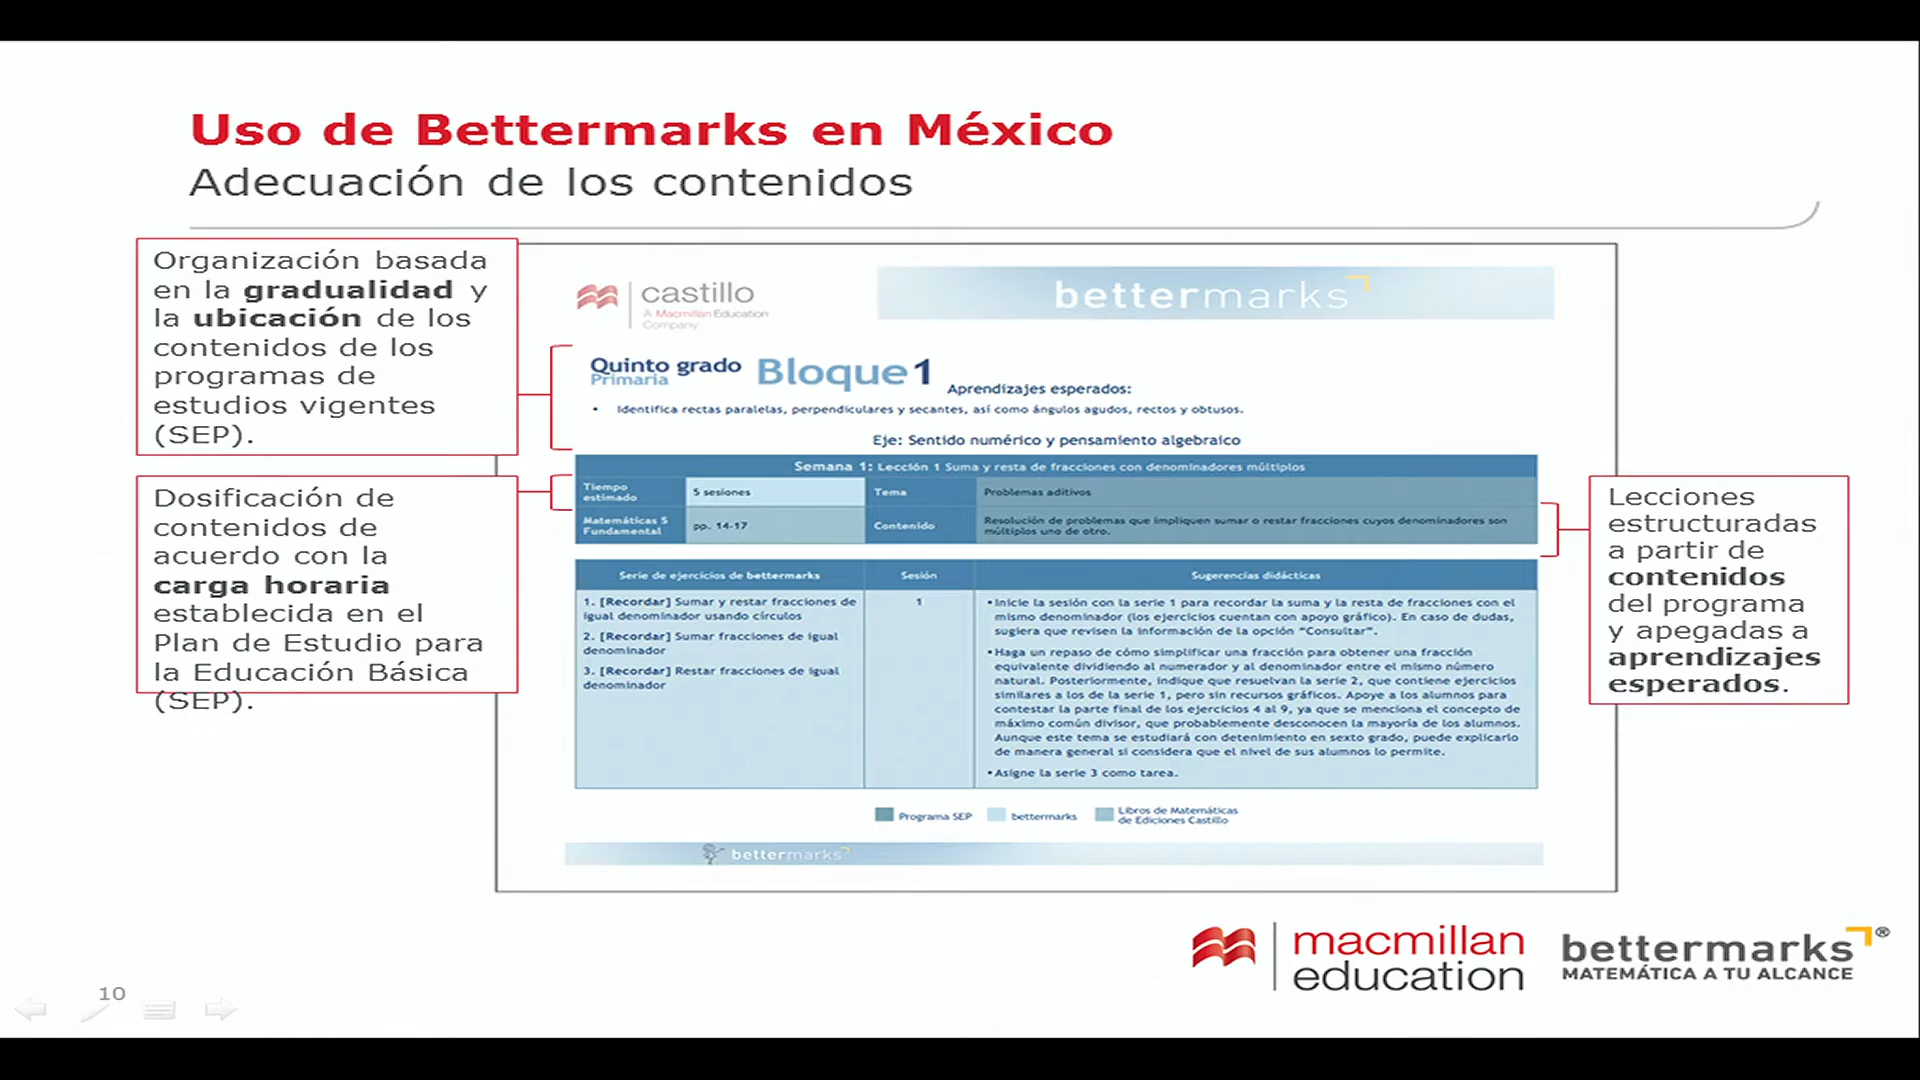 Uso de Bettermarks en México
Adecuación de los contenidos
Organización basada
en la gradualidad y
la ubicación de los
contenidos de los
programas de
estudios vigentes
(SEP).
Dosificación de
contenidos de
acuerdo con la
carga horaria
establecida en el
Plan de Estudio para
la Educación Básica
(SEP).
castillo
A Macmillan Education
Company
bettermarks
Quinto grado
Primaria
Bloque 1
Aprendizajes esperados:
• Identifica rectas paralelas, perpendiculares y secantes, así como ángulos agudos, rectos y obtusos.
Eje: Sentido numérico y pensamiento algebraico
Semana 1: Lección 1 Suma y resta de fracciones con denominadores múltiplos
Tiempo
estimado
5 sesiones
Tema
Problemas aditivos
Matemáticas 5
Fundamental
pp. 14-17
Contenido
Resolución de problemas que impliquen sumar o restar fracciones cuyos denominadores son
múltiplos uno de otro.
Serie de ejercicios de bettermarks
Sesión
Sugerencias didácticas
1. [Recordar] Sumar y restar fracciones de
igual denominador usando círculos
2. [Recordar] Sumar fracciones de igual
denominador
3. [Recordar] Restar fracciones de igual
denominador
1
• Inicie la sesión con la serie 1 para recordar la suma y la resta de fracciones con el
mismo denominador (los ejercicios cuentan con apoyo gráfico). En caso de dudas,
sugiera que revisen la información de la opción “Consultar”.
• Haga un repaso de cómo simplificar una fracción para obtener una fracción
equivalente dividiendo al numerador y al denominador entre el mismo número
natural. Posteriormente, indique que resuelvan la serie 2, que contiene ejercicios
similares a los de la serie 1, pero sin recursos gráficos. Apoye a los alumnos para
contestar la parte final de los ejercicios 4 al 9, ya que se menciona el concepto de
máximo común divisor, que probablemente desconocen la mayoría de los alumnos.
Aunque este tema se estudiará con detenimiento en sexto grado, puede explicarlo
de manera general si considera que el nivel de sus alumnos lo permite.
• Asigne la serie 3 como tarea.
Programa SEP
bettermarks
Libros de Matemáticas
de Ediciones Castillo
bettermarks
Lecciones
estructuradas
a partir de
contenidos
del programa
y apegadas a
aprendizajes
esperados.
macmillan
education
bettermarks®
MATEMÁTICA A TU ALCANCE
10